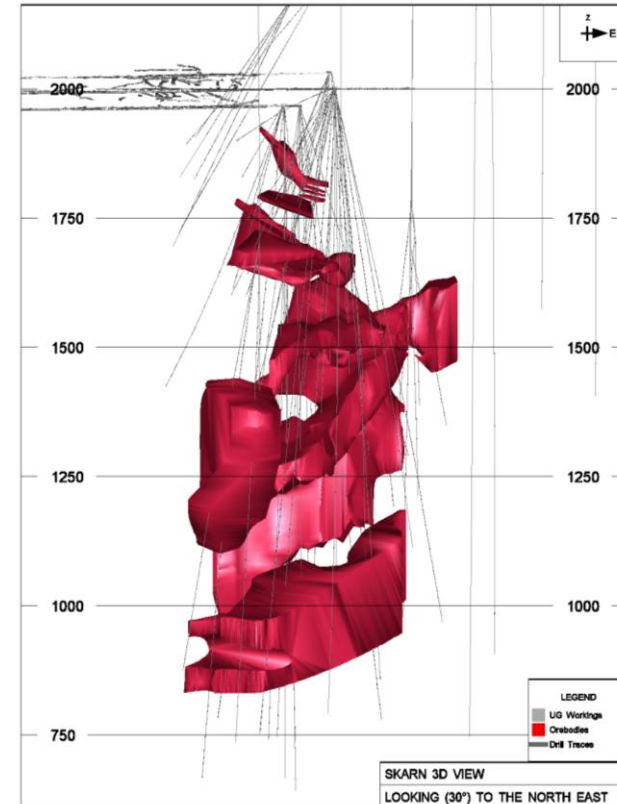 z
E
2000 2000
1750 1750
1500 1500
1250 1250
1000 1000
750 750
LEGEND
UG Workings
Orebodies
Drill Traces
SKARN 3D VIEW
LOOKING (30°) TO THE NORTH EAST